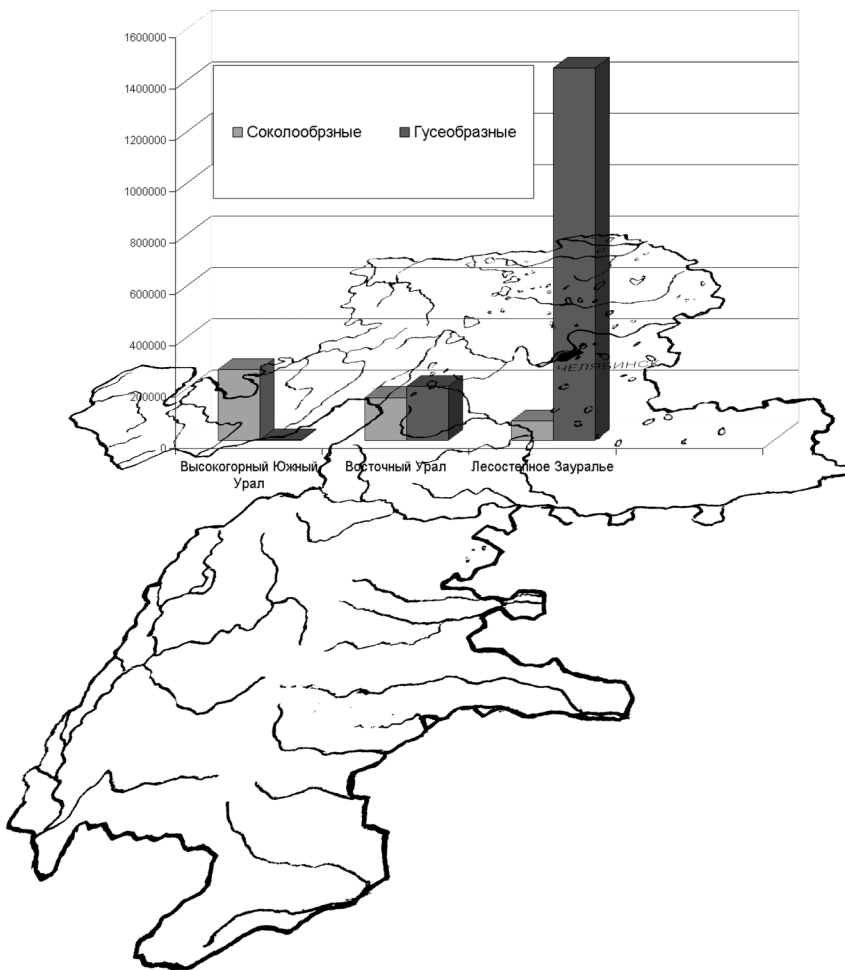 1600000
1400000
1200000
1000000
800000
600000
400000
200000
0
Соколообрзные Гусеобразные
ЧЕЛЯБИНСК
Высокогорный Южный Восточный Урал Лесостепное Зауралье
Урал